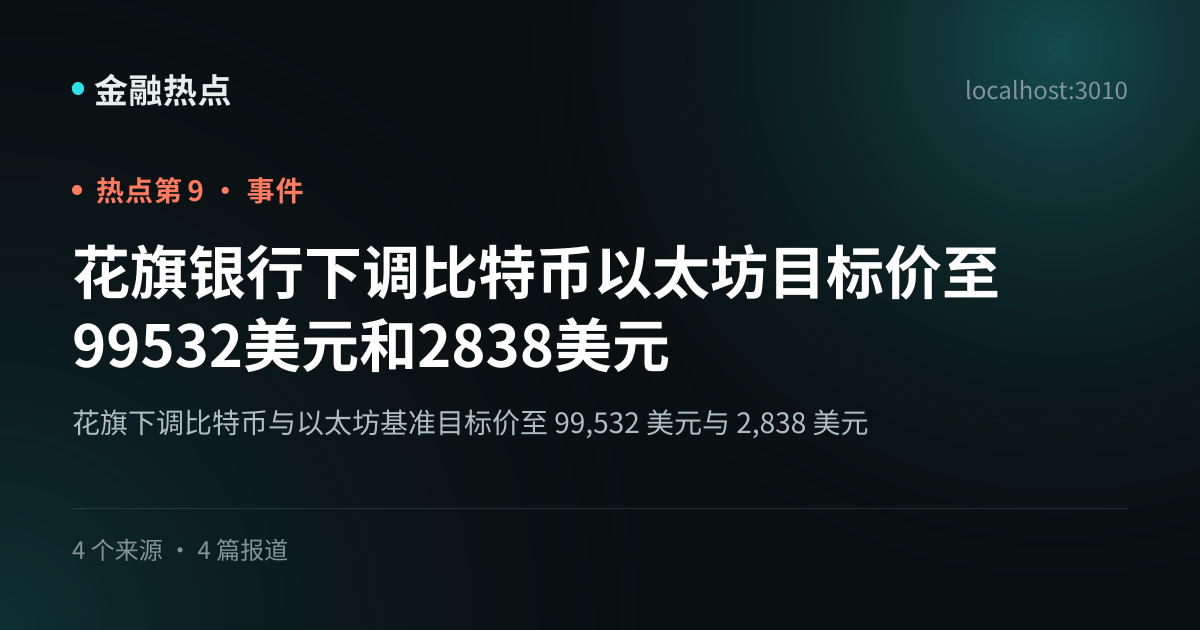 金融热点
localhost:3010
热点第 9 · 事件
花旗银行下调比特币以太坊目标价至
99532美元和2838美元
花旗下调比特币与以太坊基准目标价至 99,532 美元与 2,838 美元
4 个来源 · 4 篇报道